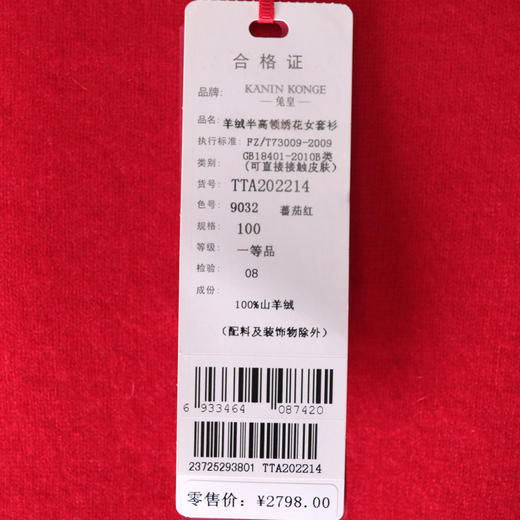 合格证
品牌: KANIN KONGE
—兔皇—
品名: 羊绒半高领绣花女套衫
执行标准: FZ/T73009-2009
类别: GB18401-2010B类
(可直接接触皮肤)
货号: TTA202214
色号: 9032 蕃茄红
规格: 100
等级: 一等品
检验: 08
成份:
100%山羊绒
(配料及装饰物除外)
6 933464 087420
23725293801 TTA202214
零售价: ¥2798.00